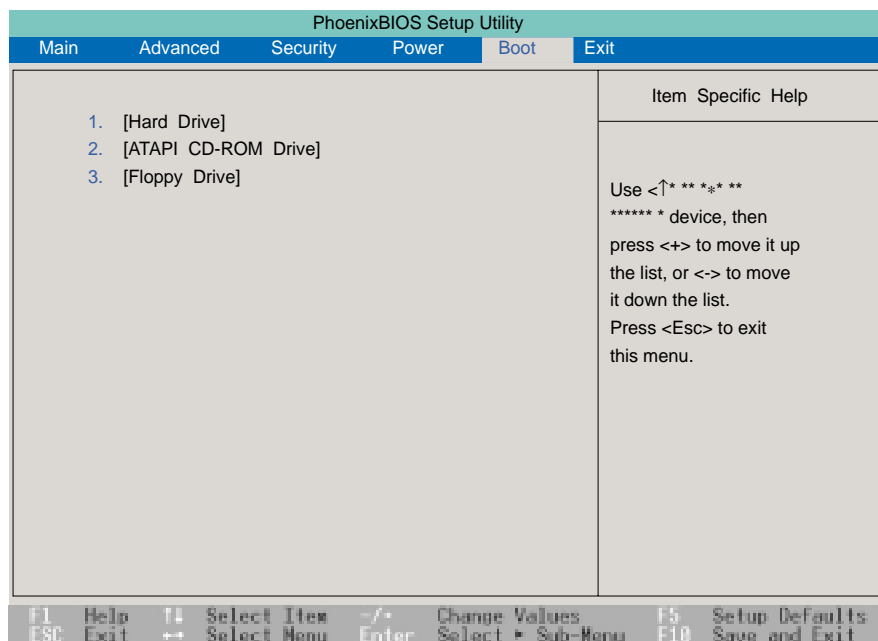 PhoenixBIOS Setup Utility
Main Advanced Security Power Boot Exit
1. [Hard Drive]
2. [ATAPI CD-ROM Drive]
3. [Floppy Drive]
Item Specific Help
Use <↑* ** *∗* **
****** * device, then
press <+> to move it up
the list, or <-> to move
it down the list.
Press <Esc> to exit
this menu.
F1 Help ↑↓ Select Item -/+ Change Values F5 Setup Defaults
ESC Exit ←→ Select Menu Enter Select ► Sub-Menu F10 Save and Exit